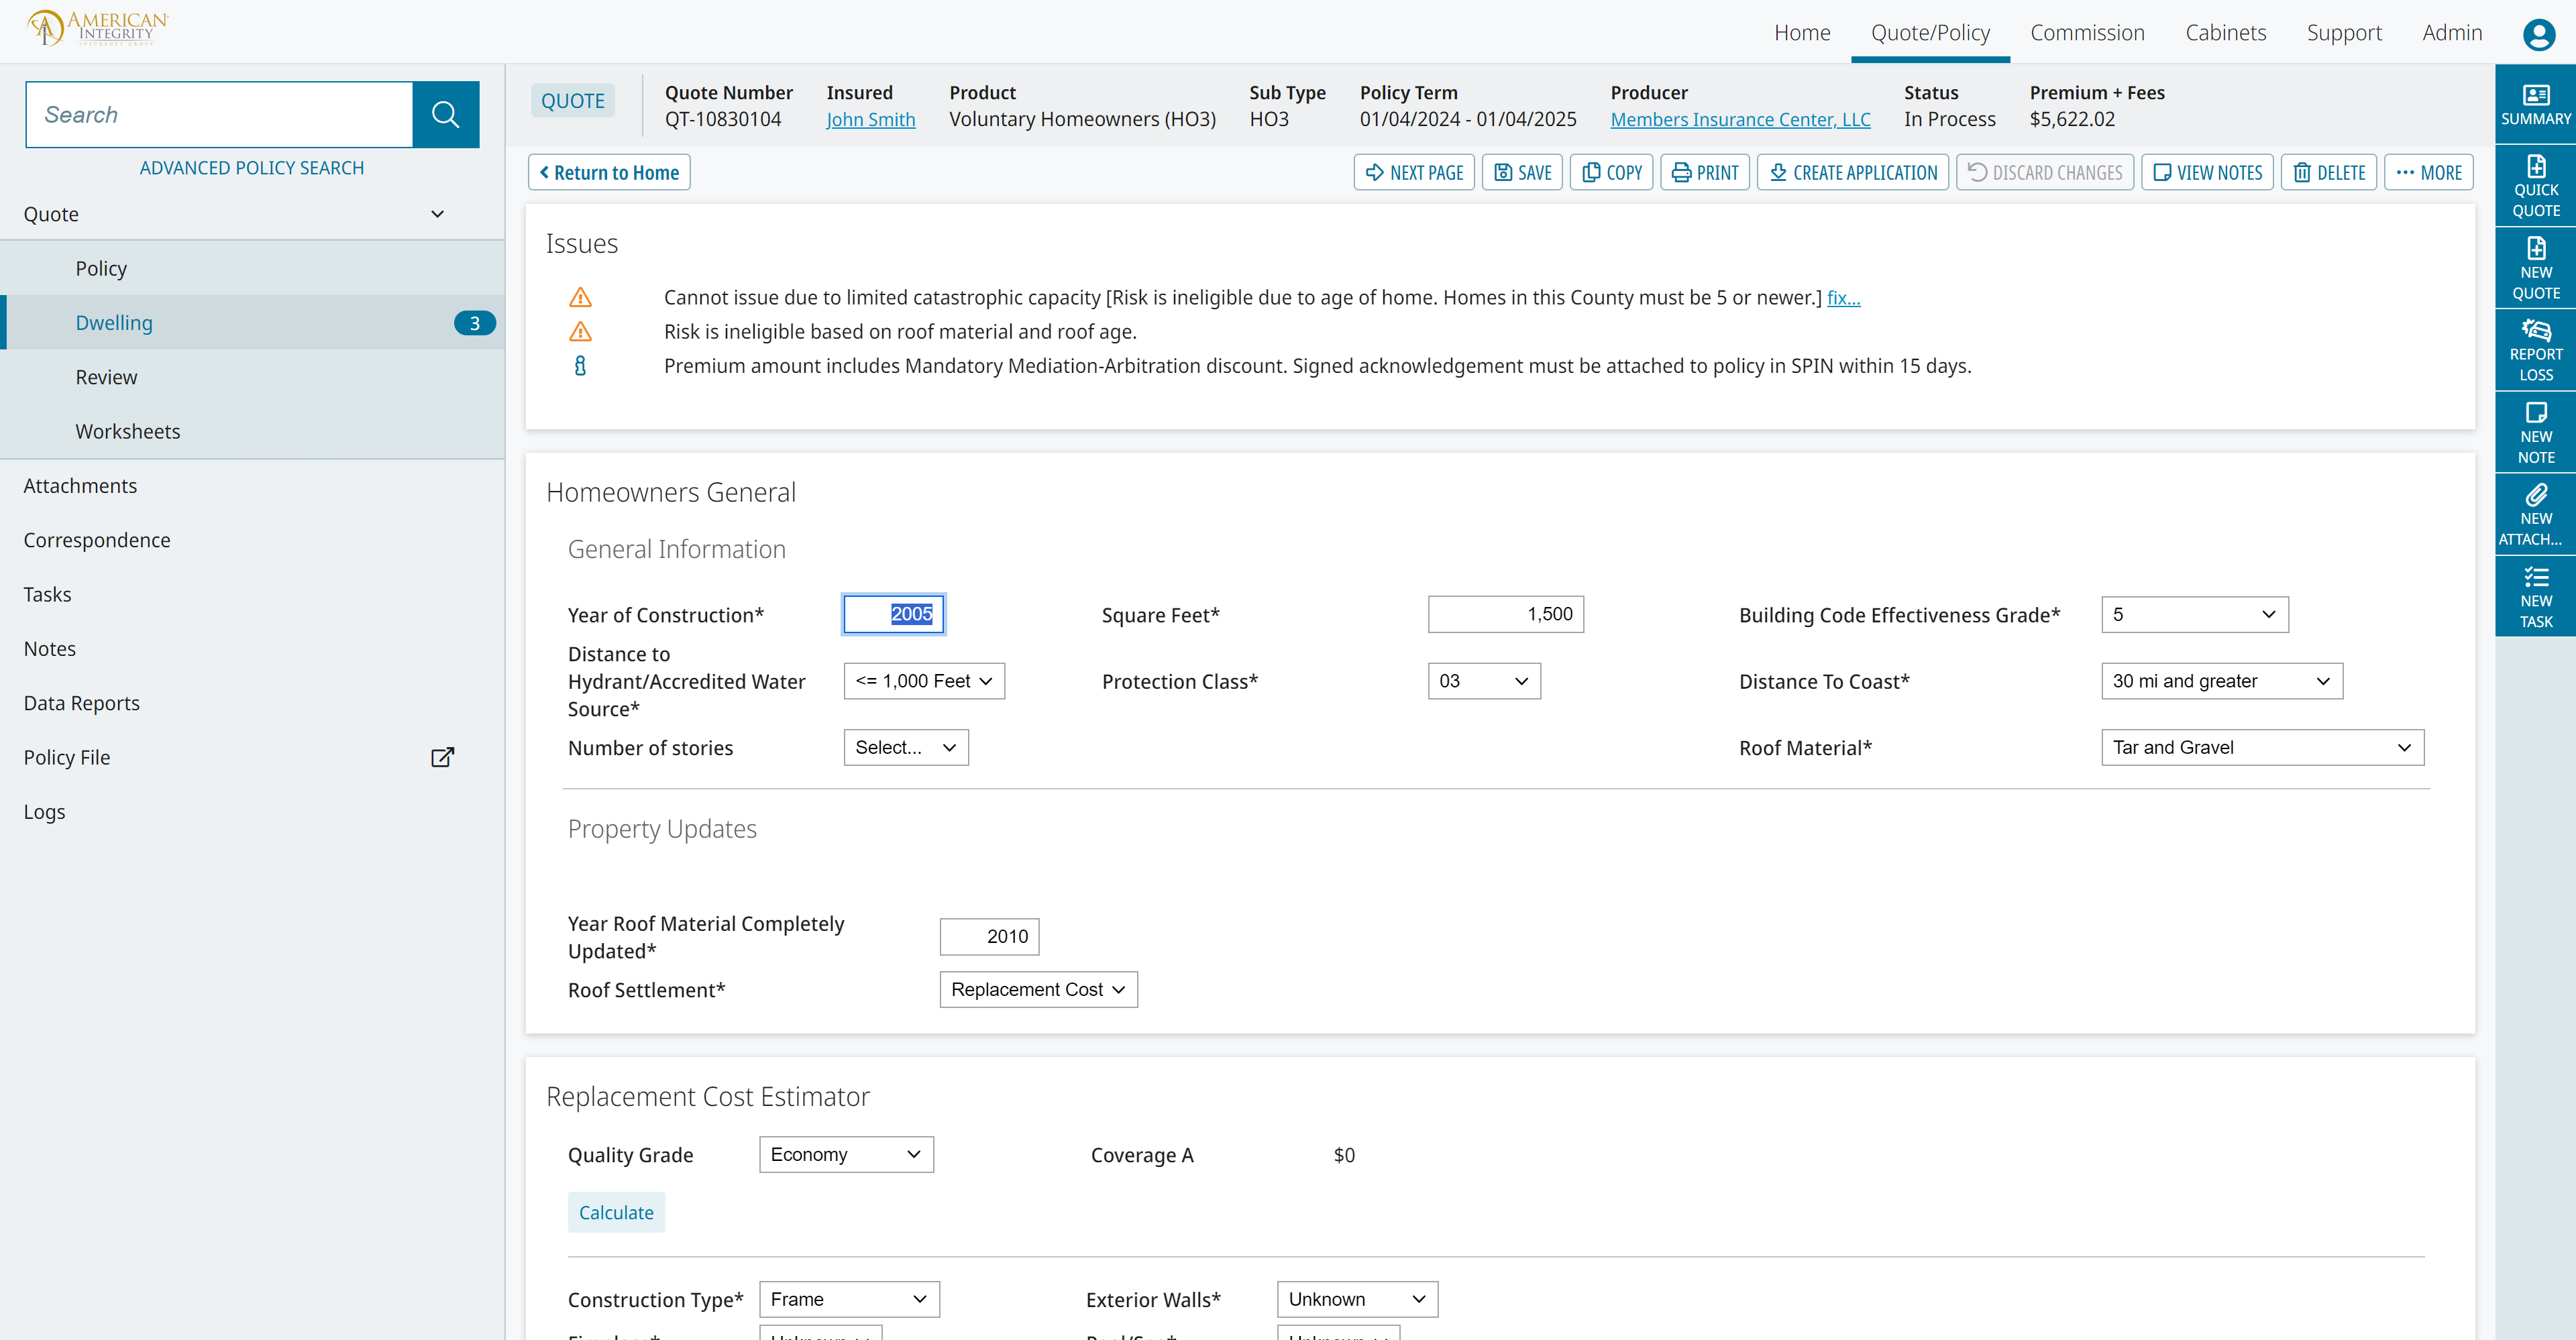 AMERICAN
INTEGRITY
INSURANCE GROUP
Home
Quote/Policy
Commission
Cabinets
Support
Admin
Search
ADVANCED POLICY SEARCH
Quote
Policy
Dwelling
3
Review
Worksheets
Attachments
Correspondence
Tasks
Notes
Data Reports
Policy File
Logs
QUOTE
Quote Number
QT-10830104
Insured
John Smith
Product
Voluntary Homeowners (HO3)
Sub Type
HO3
Policy Term
01/04/2024 - 01/04/2025
Producer
Members Insurance Center, LLC
Status
In Process
Premium + Fees
$5,622.02
Return to Home
NEXT PAGE
SAVE
COPY
PRINT
CREATE APPLICATION
DISCARD CHANGES
VIEW NOTES
DELETE
MORE
Issues
Cannot issue due to limited catastrophic capacity [Risk is ineligible due to age of home. Homes in this County must be 5 or newer.] fix...
Risk is ineligible based on roof material and roof age.
Premium amount includes Mandatory Mediation-Arbitration discount. Signed acknowledgement must be attached to policy in SPIN within 15 days.
Homeowners General
General Information
Year of Construction*
2005
Square Feet*
1,500
Building Code Effectiveness Grade*
5
Distance to
Hydrant/Accredited Water
Source*
<= 1,000 Feet
Protection Class*
03
Distance To Coast*
30 mi and greater
Number of stories
Select...
Roof Material*
Tar and Gravel
Property Updates
Year Roof Material Completely
Updated*
2010
Roof Settlement*
Replacement Cost
Replacement Cost Estimator
Quality Grade
Economy
Coverage A
$0
Calculate
Construction Type*
Frame
Exterior Walls*
Unknown
SUMMARY
QUICK
QUOTE
NEW
QUOTE
REPORT
LOSS
NEW
NOTE
NEW
ATTACH...
NEW
TASK